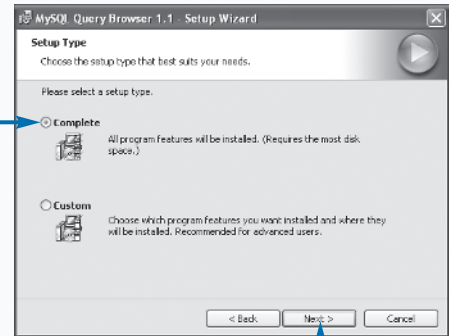 MySQL Query Browser 1.1 - Setup Wizard
Setup Type
Choose the setup type that best suits your needs.
Please select a setup type.
Complete
All program features will be installed. (Requires the most disk
space.)
Custom
Choose which program features you want installed and where they
will be installed. Recommended for advanced users.
< Back Next > Cancel